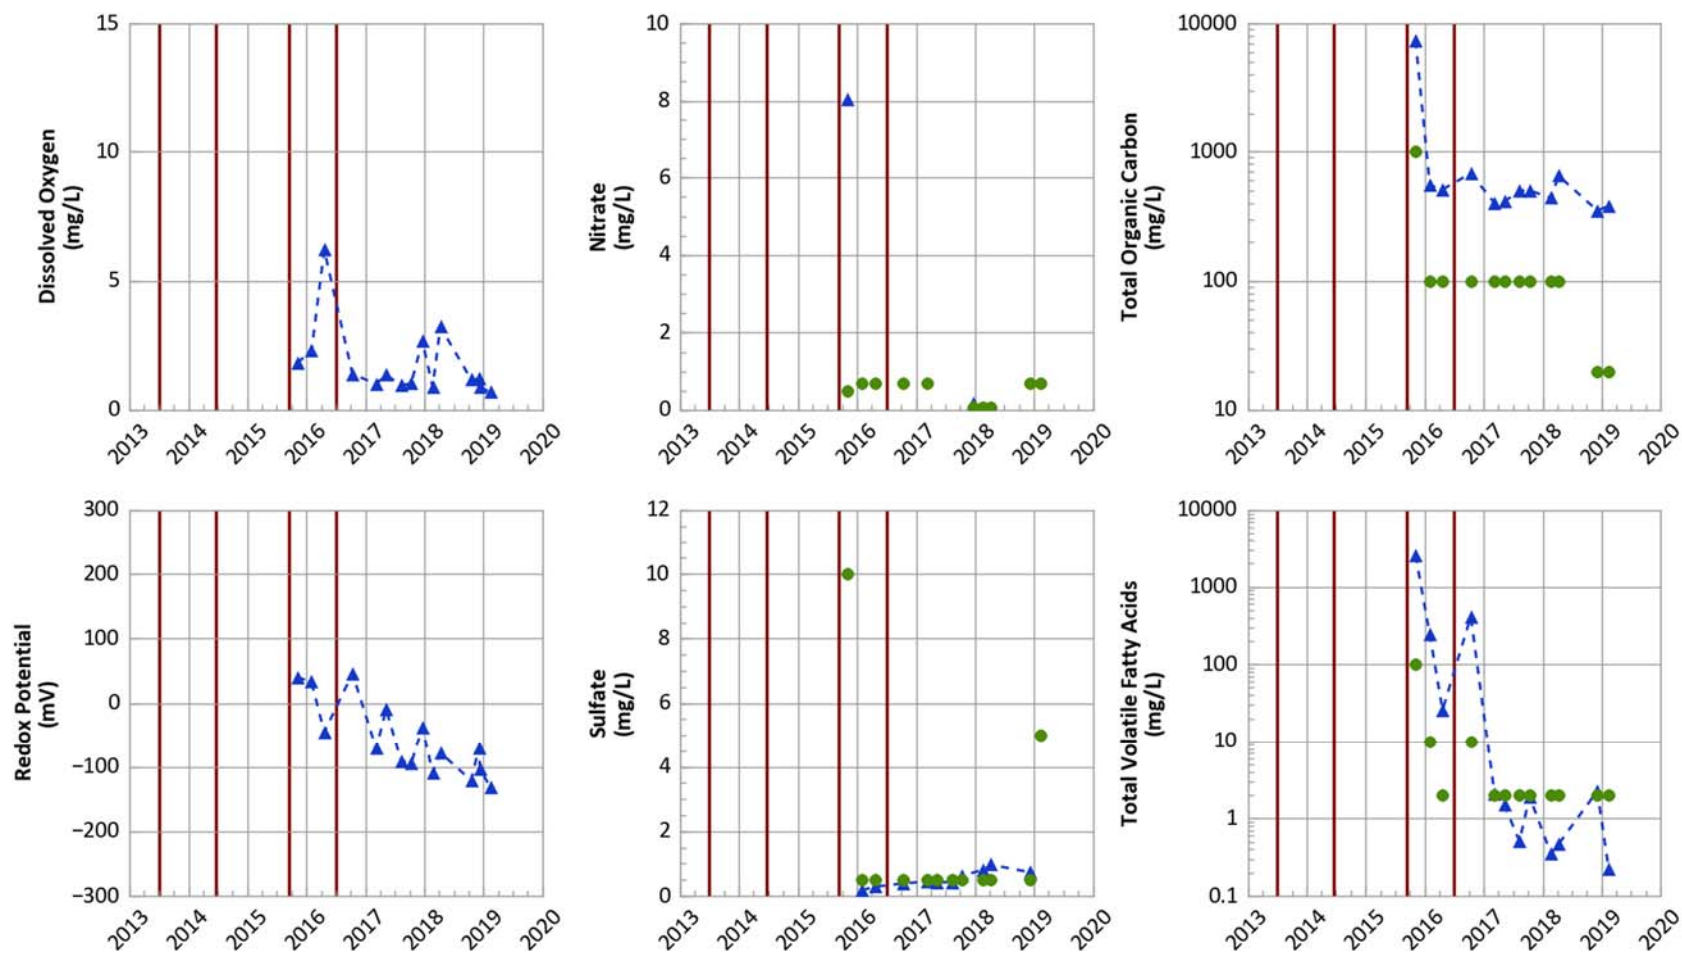 Dissolved Oxygen
(mg/L)
15
10
5
0
2013 2014 2015 2016 2017 2018 2019 2020
Nitrate
(mg/L)
10
8
6
4
2
0
2013 2014 2015 2016 2017 2018 2019 2020
Total Organic Carbon
(mg/L)
10000
1000
100
10
2013 2014 2015 2016 2017 2018 2019 2020
Redox Potential
(mV)
300
200
100
0
−100
−200
−300
2013 2014 2015 2016 2017 2018 2019 2020
Sulfate
(mg/L)
12
10
8
6
4
2
0
2013 2014 2015 2016 2017 2018 2019 2020
Total Volatile Fatty Acids
(mg/L)
10000
1000
100
10
1
0.1
2013 2014 2015 2016 2017 2018 2019 2020